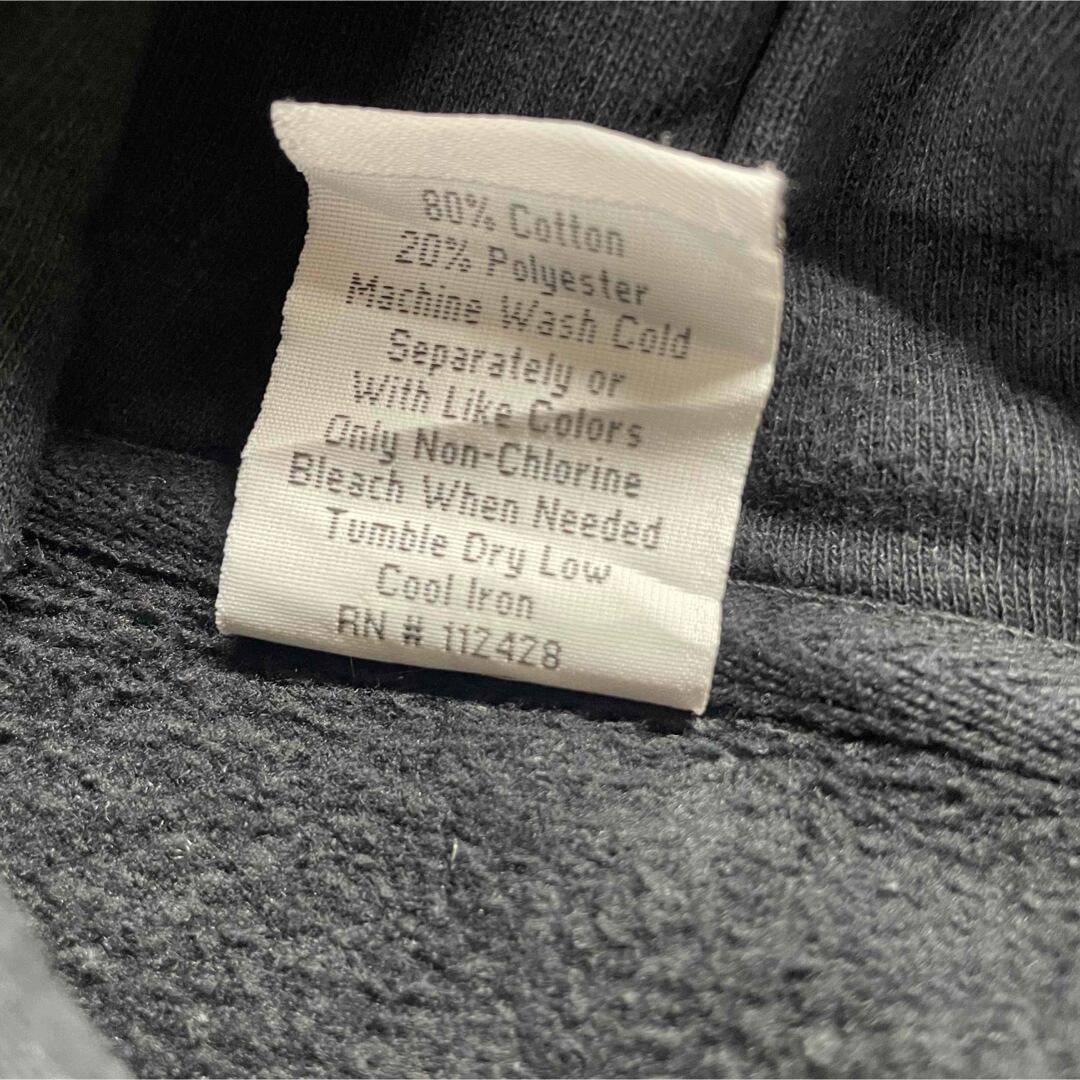 80% Cotton
20% Polyester
Machine Wash Cold
Separately or
With Like Colors
Only Non-Chlorine
Bleach When Needed
Tumble Dry Low
Cool Iron
RN # 112428